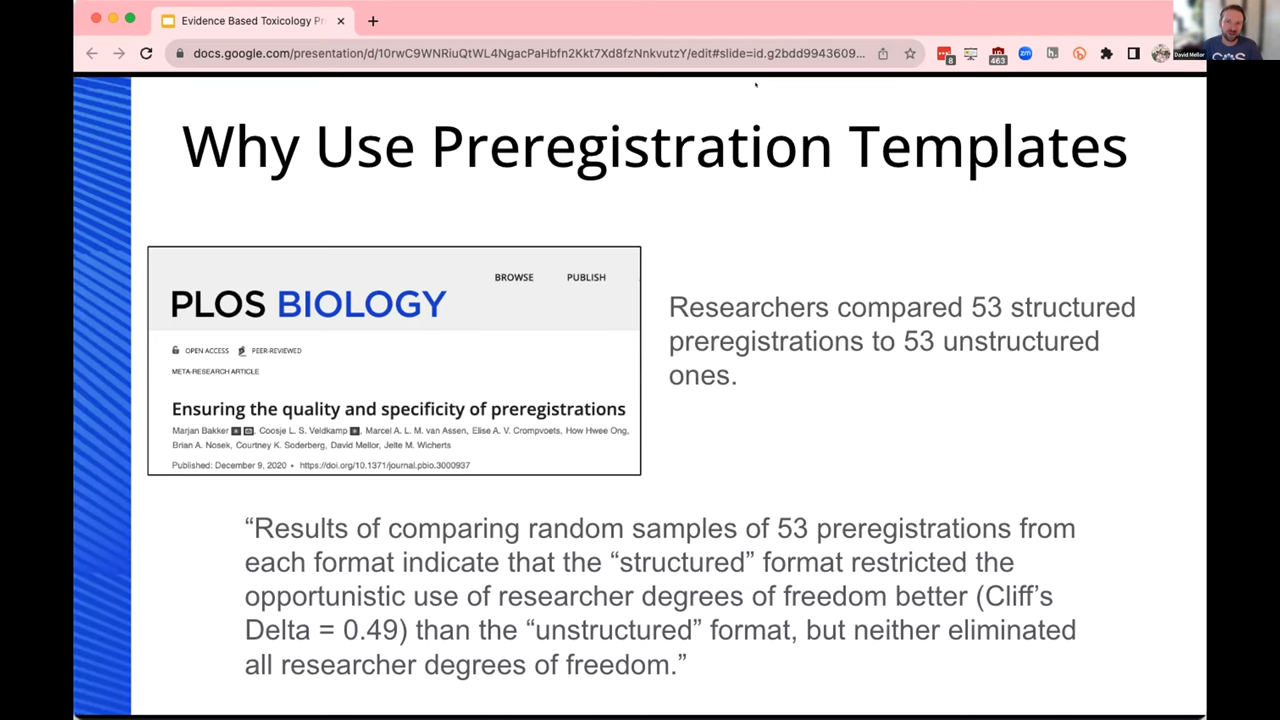 Evidence Based Toxicology Pr
docs.google.com/presentation/d/10rwC9WNRiuQtWL4NgacPaHbfn2Kkt7Xd8fzNnkvutzY/edit#slide=id.g2bdd9943609...
8
463
zm
h.
David Mellor
Why Use Preregistration Templates
BROWSE PUBLISH
PLOS BIOLOGY
OPEN ACCESS PEER-REVIEWED
META-RESEARCH ARTICLE
Ensuring the quality and specificity of preregistrations
Marjan Bakker, Coosje L. S. Veldkamp, Marcel A. L. M. van Assen, Elise A. V. Crompvoets, How Hwee Ong,
Brian A. Nosek, Courtney K. Soderberg, David Mellor, Jelte M. Wicherts
Published: December 9, 2020 • https://doi.org/10.1371/journal.pbio.3000937
Researchers compared 53 structured
preregistrations to 53 unstructured
ones.
“Results of comparing random samples of 53 preregistrations from
each format indicate that the “structured” format restricted the
opportunistic use of researcher degrees of freedom better (Cliff’s
Delta = 0.49) than the “unstructured” format, but neither eliminated
all researcher degrees of freedom.”